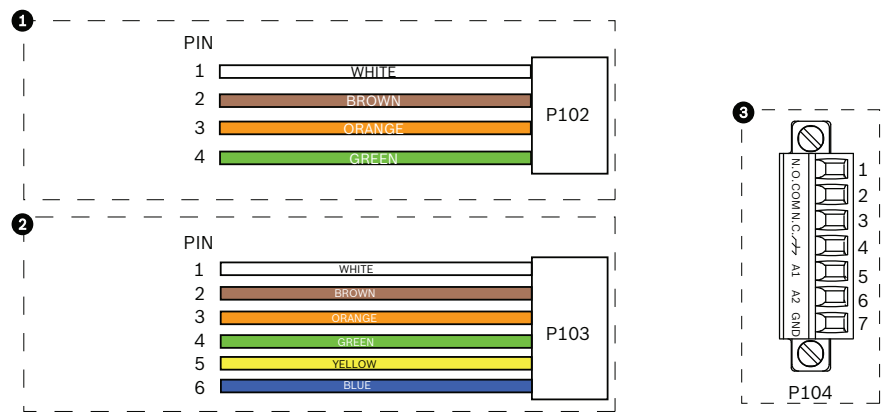 1
PIN
1 WHITE
2 BROWN
3 ORANGE
4 GREEN
P102
2
PIN
1 WHITE
2 BROWN
3 ORANGE
4 GREEN
5 YELLOW
6 BLUE
P103
3
N.O. COM N.C. A1 A2 GND
1
2
3
4
5
6
7
P104